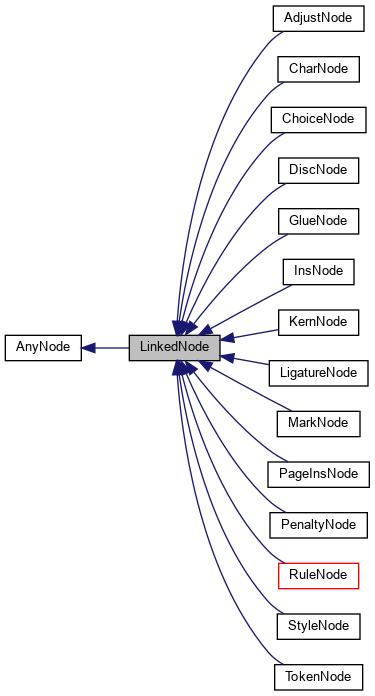 AnyNode
LinkedNode
AdjustNode
CharNode
ChoiceNode
DiscNode
GlueNode
InsNode
KernNode
LigatureNode
MarkNode
PageInsNode
PenaltyNode
RuleNode
StyleNode
TokenNode